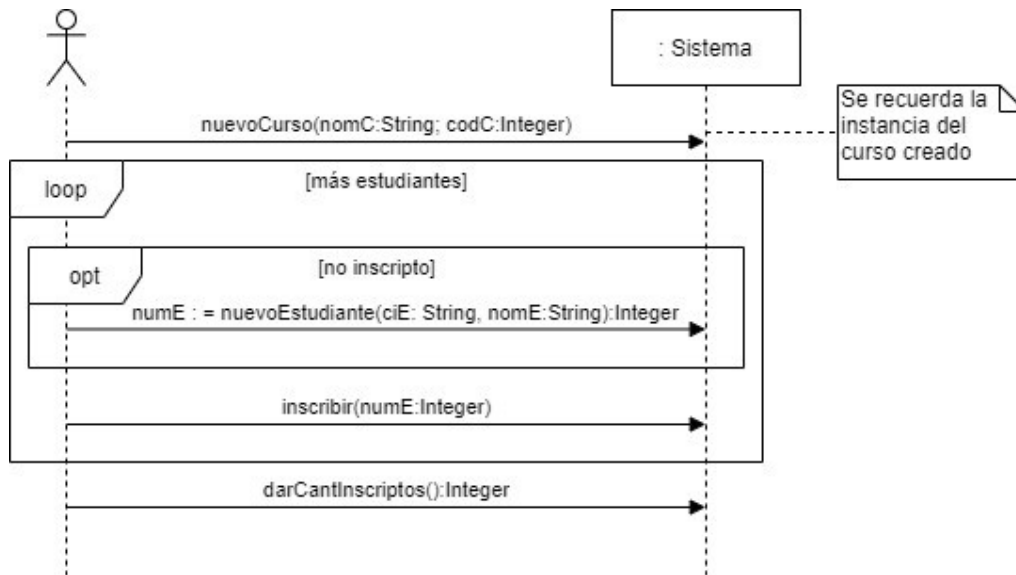 : Sistema
Se recuerda la
instancia del
curso creado
nuevoCurso(nomC:String; codC:Integer)
loop
[más estudiantes]
opt
[no inscripto]
numE : = nuevoEstudiante(ciE: String, nomE:String):Integer
inscribir(numE:Integer)
darCantInscriptos():Integer